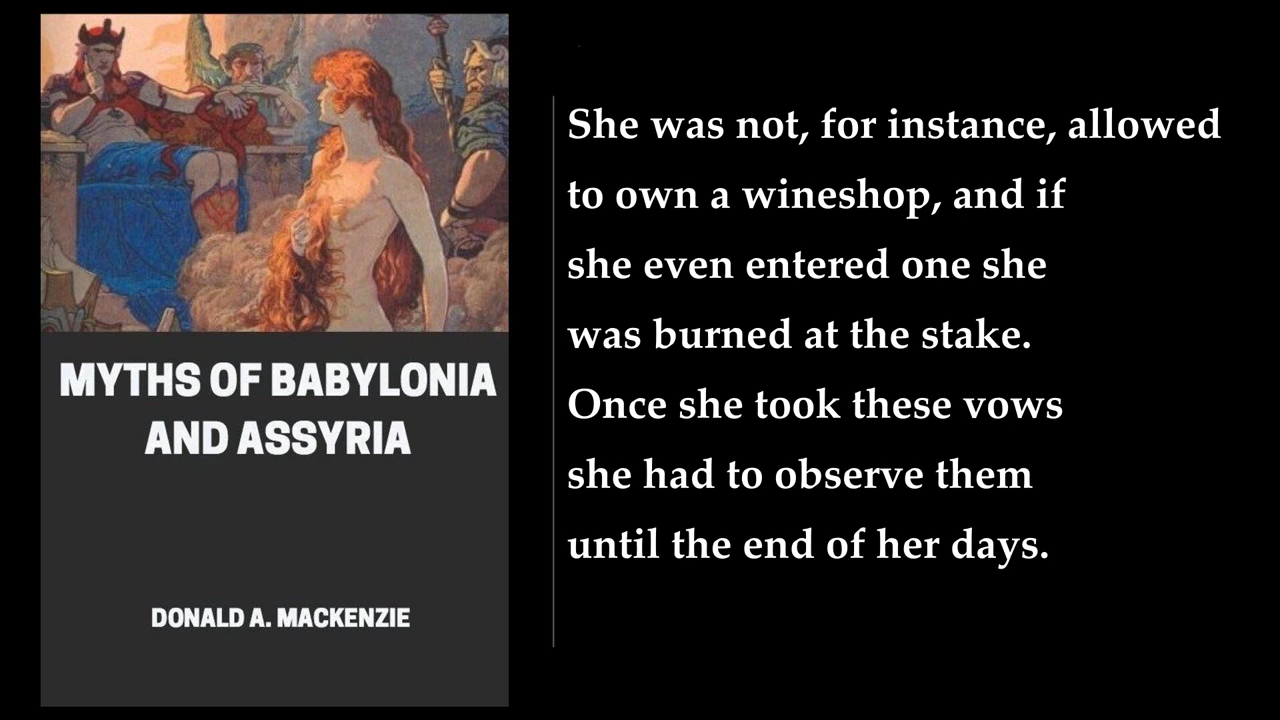 MYTHS OF BABYLONIA
AND ASSYRIA
DONALD A. MACKENZIE
She was not, for instance, allowed
to own a wineshop, and if
she even entered one she
was burned at the stake.
Once she took these vows
she had to observe them
until the end of her days.